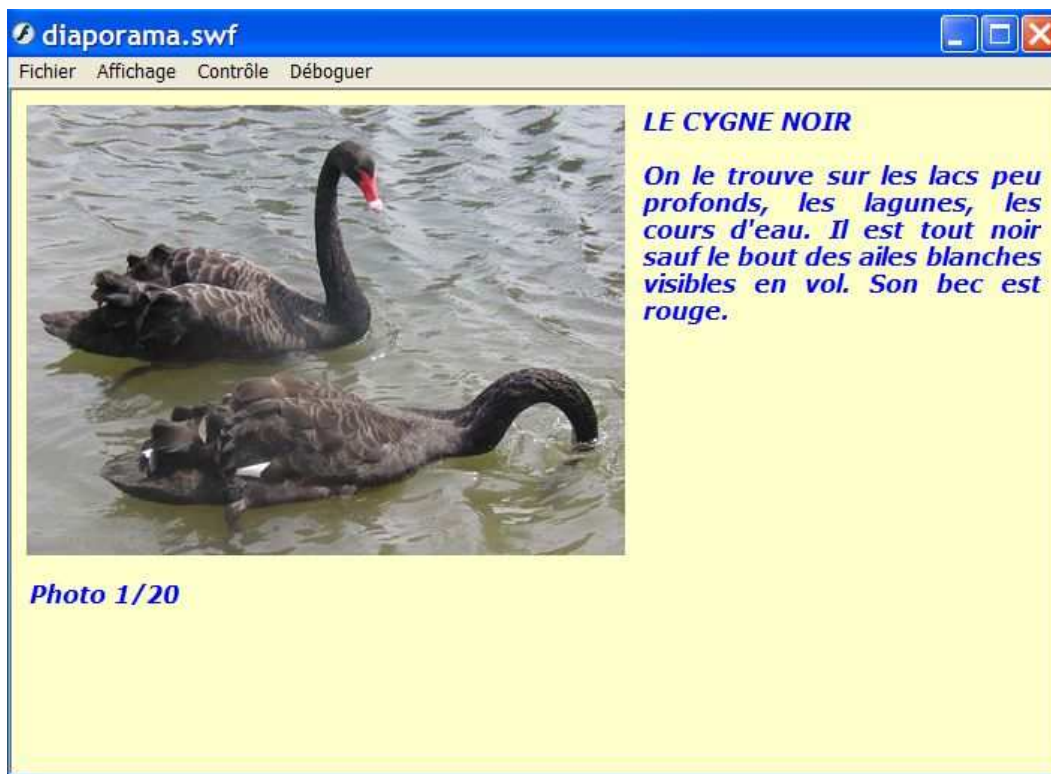 diaporama.swf
Fichier Affichage Contrôle Déboguer
LE CYGNE NOIR
On le trouve sur les lacs peu
profonds, les lagunes, les
cours d'eau. Il est tout noir
sauf le bout des ailes blanches
visibles en vol. Son bec est
rouge.
Photo 1/20